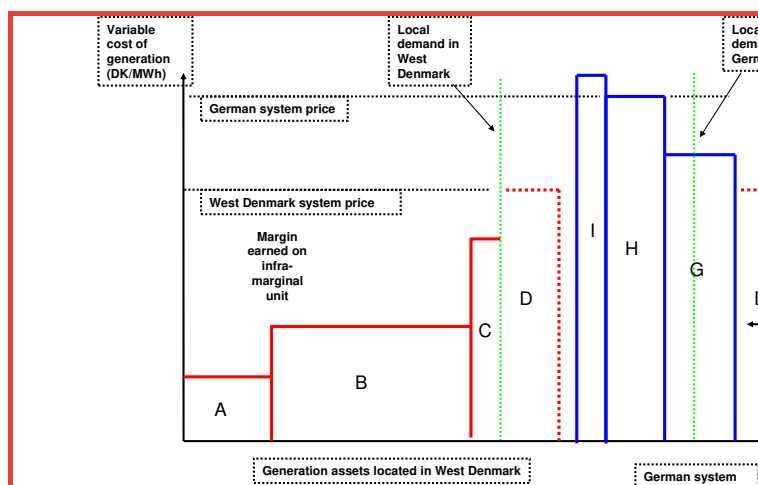 Variable
cost of
generation
(DK/MWh)
Local
demand in
West
Denmark
German system price
West Denmark system price
Margin
earned on
infra-
marginal
unit
A
B
C
D
I
H
G
Generation assets located in West Denmark
German system